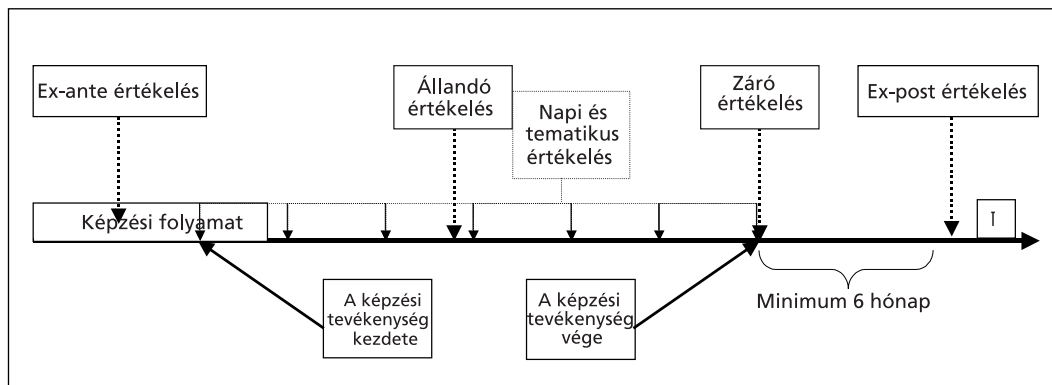 Ex-ante értékelés
Állandó
értékelés
Napi és
tematikus
értékelés
Záró
értékelés
Ex-post értékelés
Képzési folyamat
T
A képzési
tevékenység
kezdete
A képzési
tevékenység
vége
Minimum 6 hónap